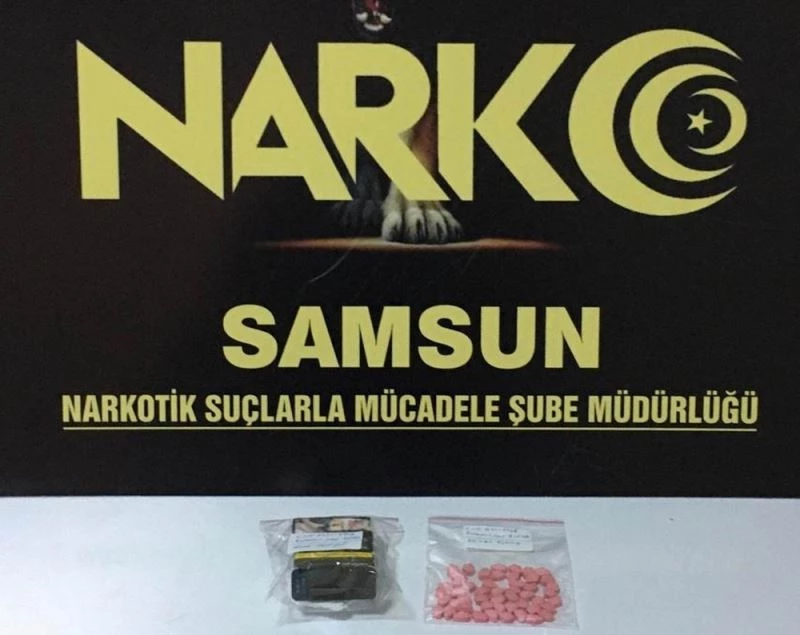 NARKO
SAMSUN
NARKOTİK SUÇLARLA MÜCADELE ŞUBE MÜDÜRLÜĞÜ